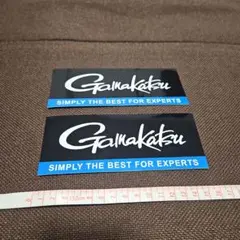 Gamakatsu
SIMPLY THE BEST FOR EXPERTS
Gamakatsu
SIMPLY THE BEST FOR EXPERTS